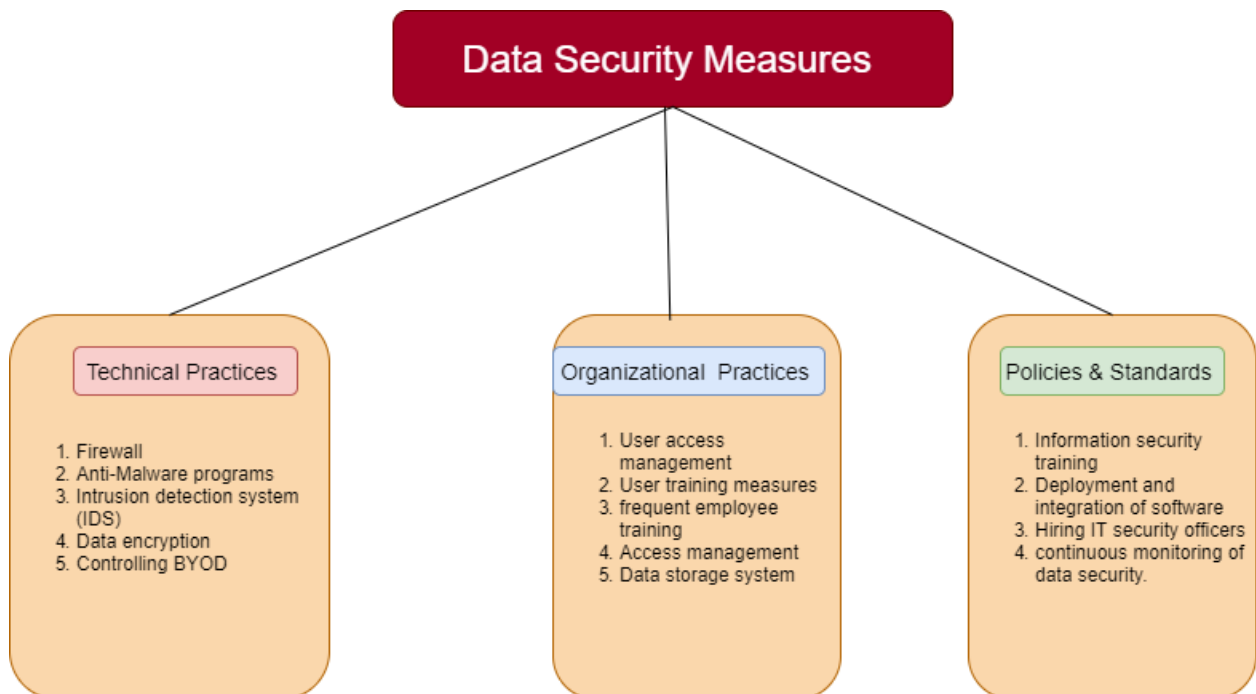 Data Security Measures
Technical Practices
1. Firewall
2. Anti-Malware programs
3. Intrusion detection system
(IDS)
4. Data encryption
5. Controlling BYOD
Organizational Practices
1. User access
management
2. User training measures
3. frequent employee
training
4. Access management
5. Data storage system
Policies & Standards
1. Information security
training
2. Deployment and
integration of software
3. Hiring IT security officers
4. continuous monitoring of
data security.